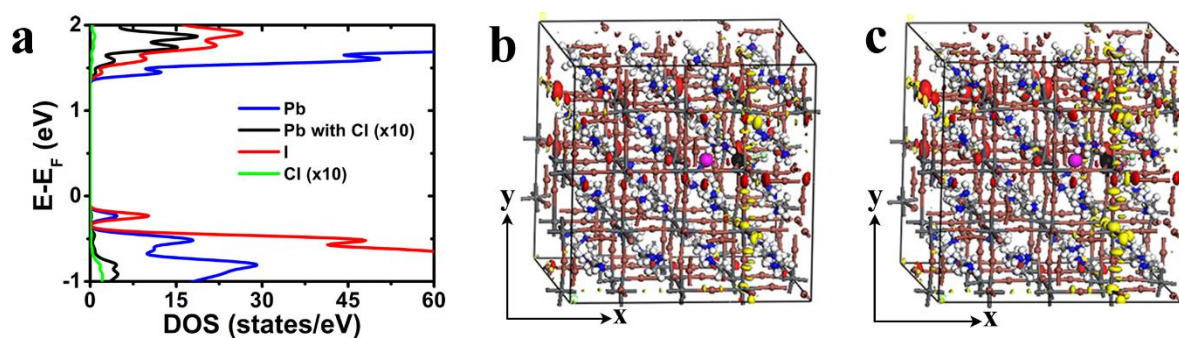 a
b
c
E-E_F (eV)
2
1
0
-1
Pb
Pb with Cl (x10)
I
Cl (x10)
0
15
30
45
60
DOS (states/eV)
y
x
y
x